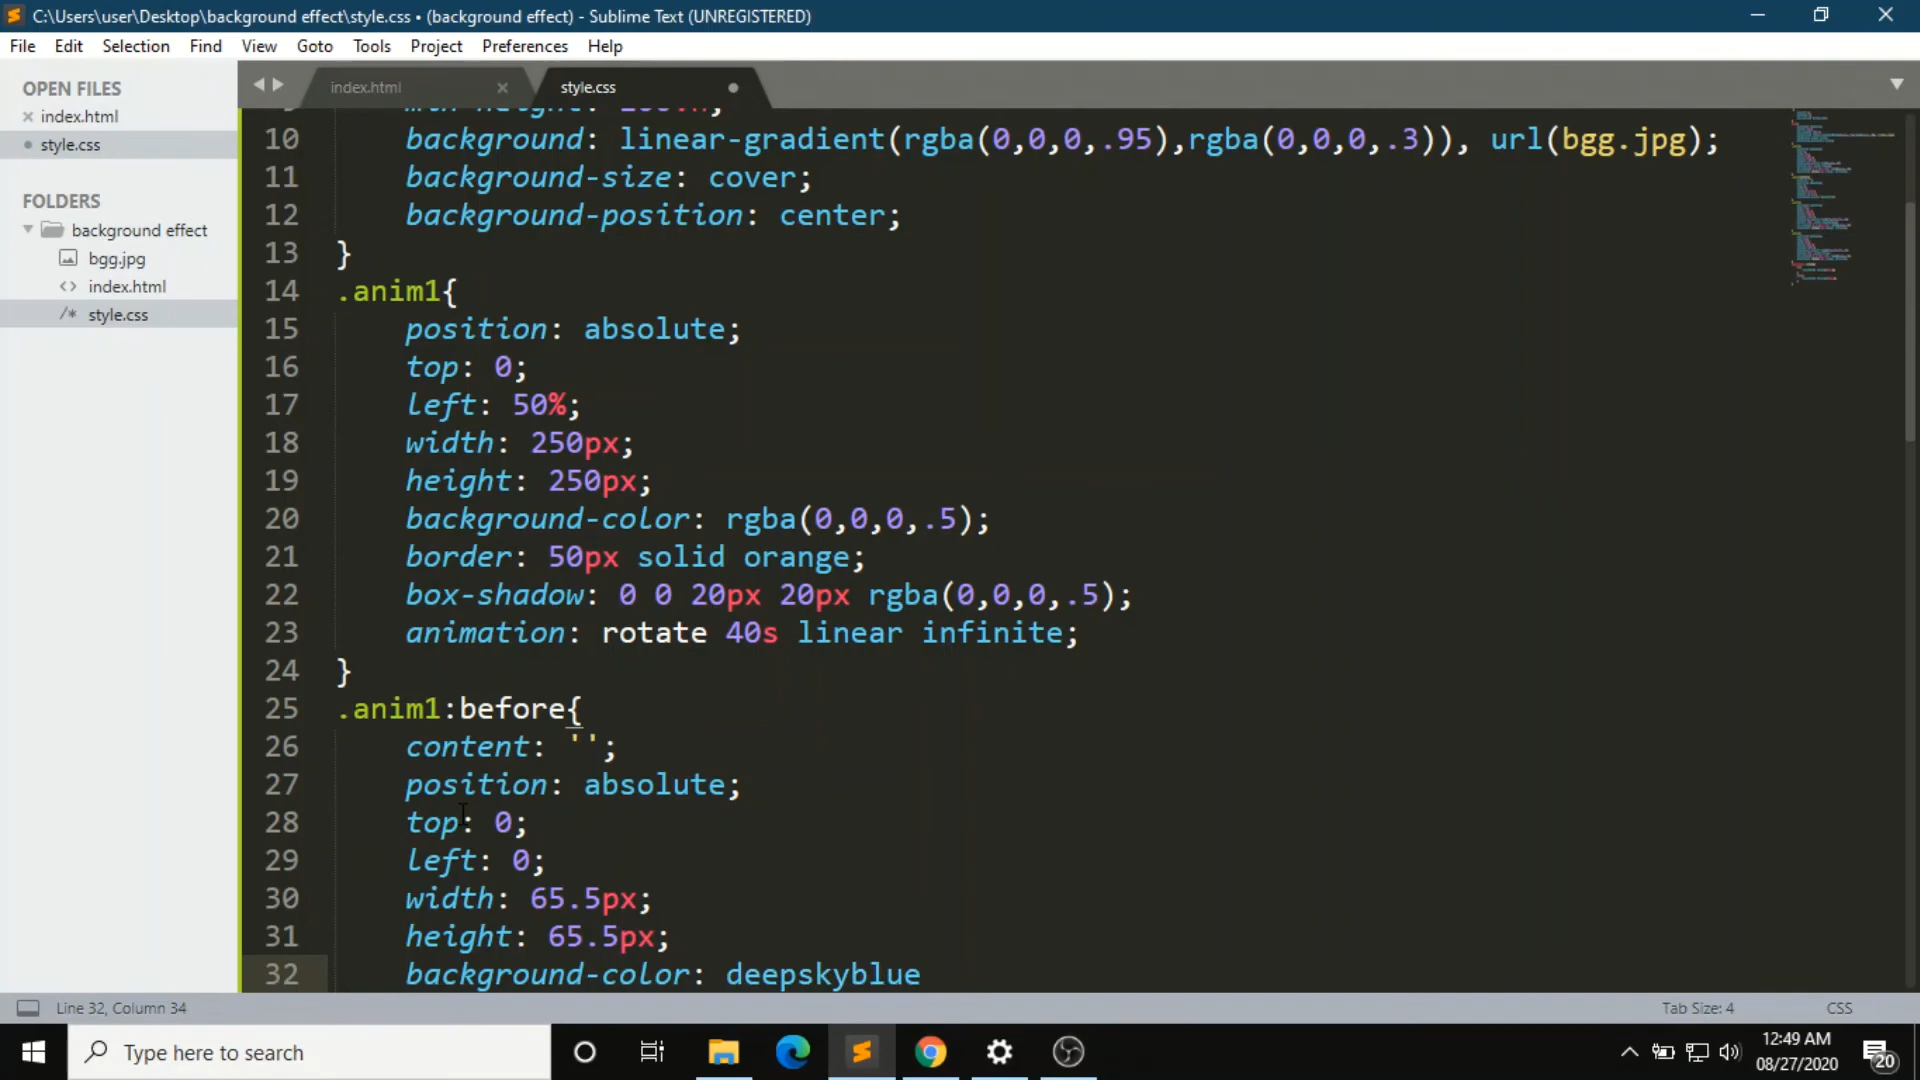 C:\Users\user\Desktop\background effect\style.css • (background effect) - Sublime Text (UNREGISTERED)
File Edit Selection Find View Goto Tools Project Preferences Help
OPEN FILES
index.html
style.css
FOLDERS
background effect
bgg.jpg
index.html
style.css
index.html style.css
10 background: linear-gradient(rgba(0,0,0,.95),rgba(0,0,0,.3)), url(bgg.jpg);
11 background-size: cover;
12 background-position: center;
13 }
14 .anim1{
15 position: absolute;
16 top: 0;
17 left: 50%;
18 width: 250px;
19 height: 250px;
20 background-color: rgba(0,0,0,.5);
21 border: 50px solid orange;
22 box-shadow: 0 0 20px 20px rgba(0,0,0,.5);
23 animation: rotate 40s linear infinite;
24 }
25 .anim1:before{
26 content: '';
27 position: absolute;
28 top: 0;
29 left: 0;
30 width: 65.5px;
31 height: 65.5px;
32 background-color: deepskyblue
Line 32, Column 34 Tab Size: 4 CSS
Type here to search
12:49 AM
08/27/2020
20